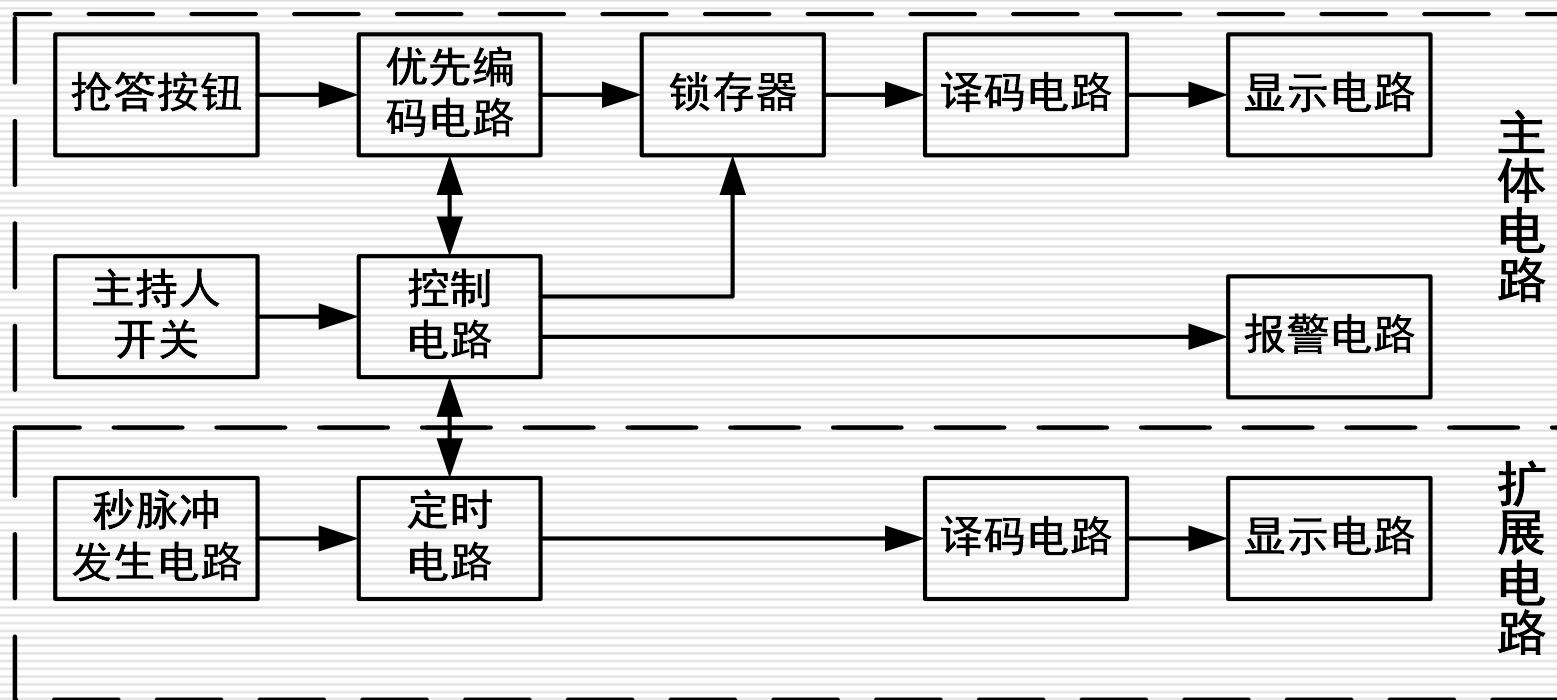 抢答按钮
优先编
码电路
锁存器
译码电路
显示电路
主体电路
主持人
开关
控制
电路
报警电路
秒脉冲
发生电路
定时
电路
译码电路
显示电路
扩展电路